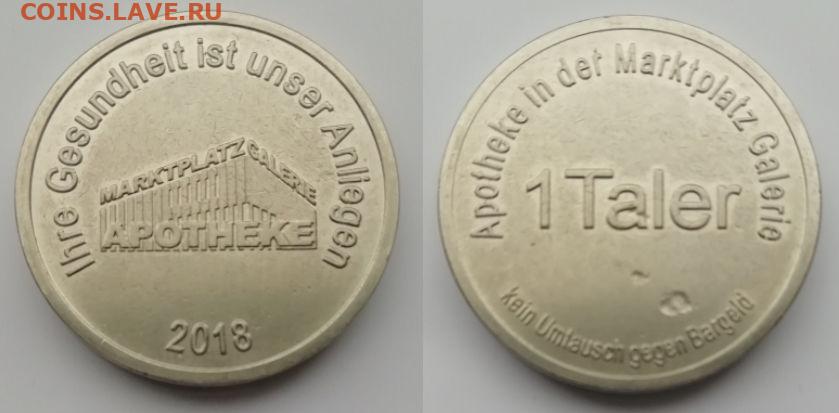 COINS.LAVE.RU
Ihre Gesundheit ist unser Anliegen
MARKTPLATZ GALERIE
APOTHEKE
2018
Apotheke in der Marktplatz Galerie
1 Taler
kein Umtausch gegen Bargeld